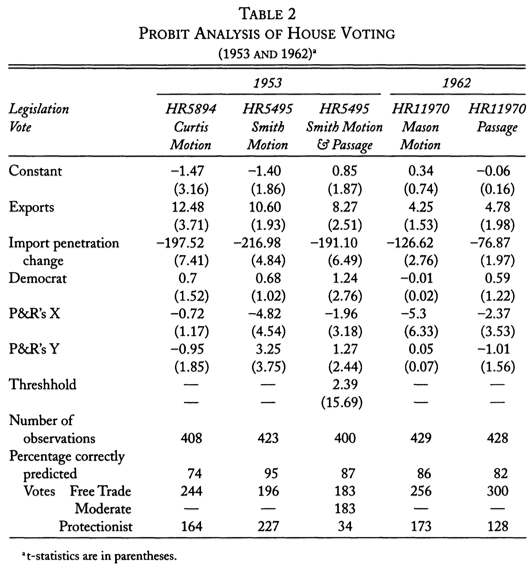 TABLE 2
PROBIT ANALYSIS OF HOUSE VOTING
(1953 AND 1962)ᵃ
1953 1962
Legislation HR5894 HR5495 HR5495 HR11970 HR11970
Vote Curtis Smith Smith Motion Mason Passage
Motion Motion & Passage Motion
Constant −1.47 −1.40 0.85 0.34 −0.06
(3.16) (1.86) (1.87) (0.74) (0.16)
Exports 12.48 10.60 8.27 4.25 4.78
(3.71) (1.93) (2.51) (1.53) (1.98)
Import penetration −197.52 −216.98 −191.10 −126.62 −76.87
change (7.41) (4.84) (6.49) (2.76) (1.97)
Democrat 0.7 0.68 1.24 −0.01 0.59
(1.52) (1.02) (2.76) (0.02) (1.22)
P&R's X −0.72 −4.82 −1.96 −5.3 −2.37
(1.17) (4.54) (3.18) (6.33) (3.53)
P&R's Y −0.95 3.25 1.27 0.05 −1.01
(1.85) (3.75) (2.44) (0.07) (1.56)
Threshhold — — 2.39 — —
— — (15.69) — —
Number of
observations 408 423 400 429 428
Percentage correctly
predicted 74 95 87 86 82
Votes Free Trade 244 196 183 256 300
Moderate — — 183 — —
Protectionist 164 227 34 173 128
ᵃ t-statistics are in parentheses.